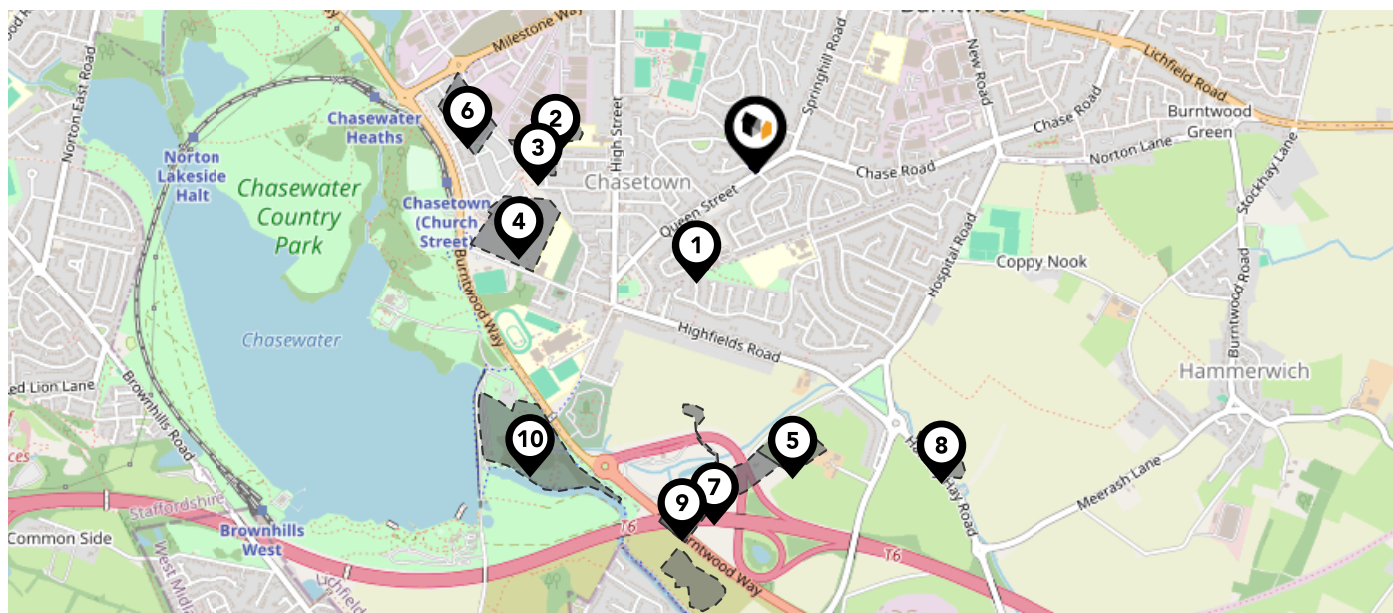 Milestone Way
Norton East Road
Chasewater
Heaths
Norton
Lakeside
Halt
Chasewater
Country
Park
Chasetown
(Church
Street)
Burntwood Way
High Street
Chasetown
Queen Street
Springhill Road
New Road
Lichfield Road
Chase Road
Chase Road
Norton Lane
Burntwood
Green
Stockhay Lane
Hospital Road
Coppy Nook
Burntwood Road
Hammerwich
Highfields Road
Chasewater
ed Lion Lane
Brownhills Road
Staffordshire
Brownhills
West
Common Side
West Mid
Lichfield
T6
T6
urntwood Way
Hay Road
Meerash Lane
6
2
3
4
1
5
8
10
7
9